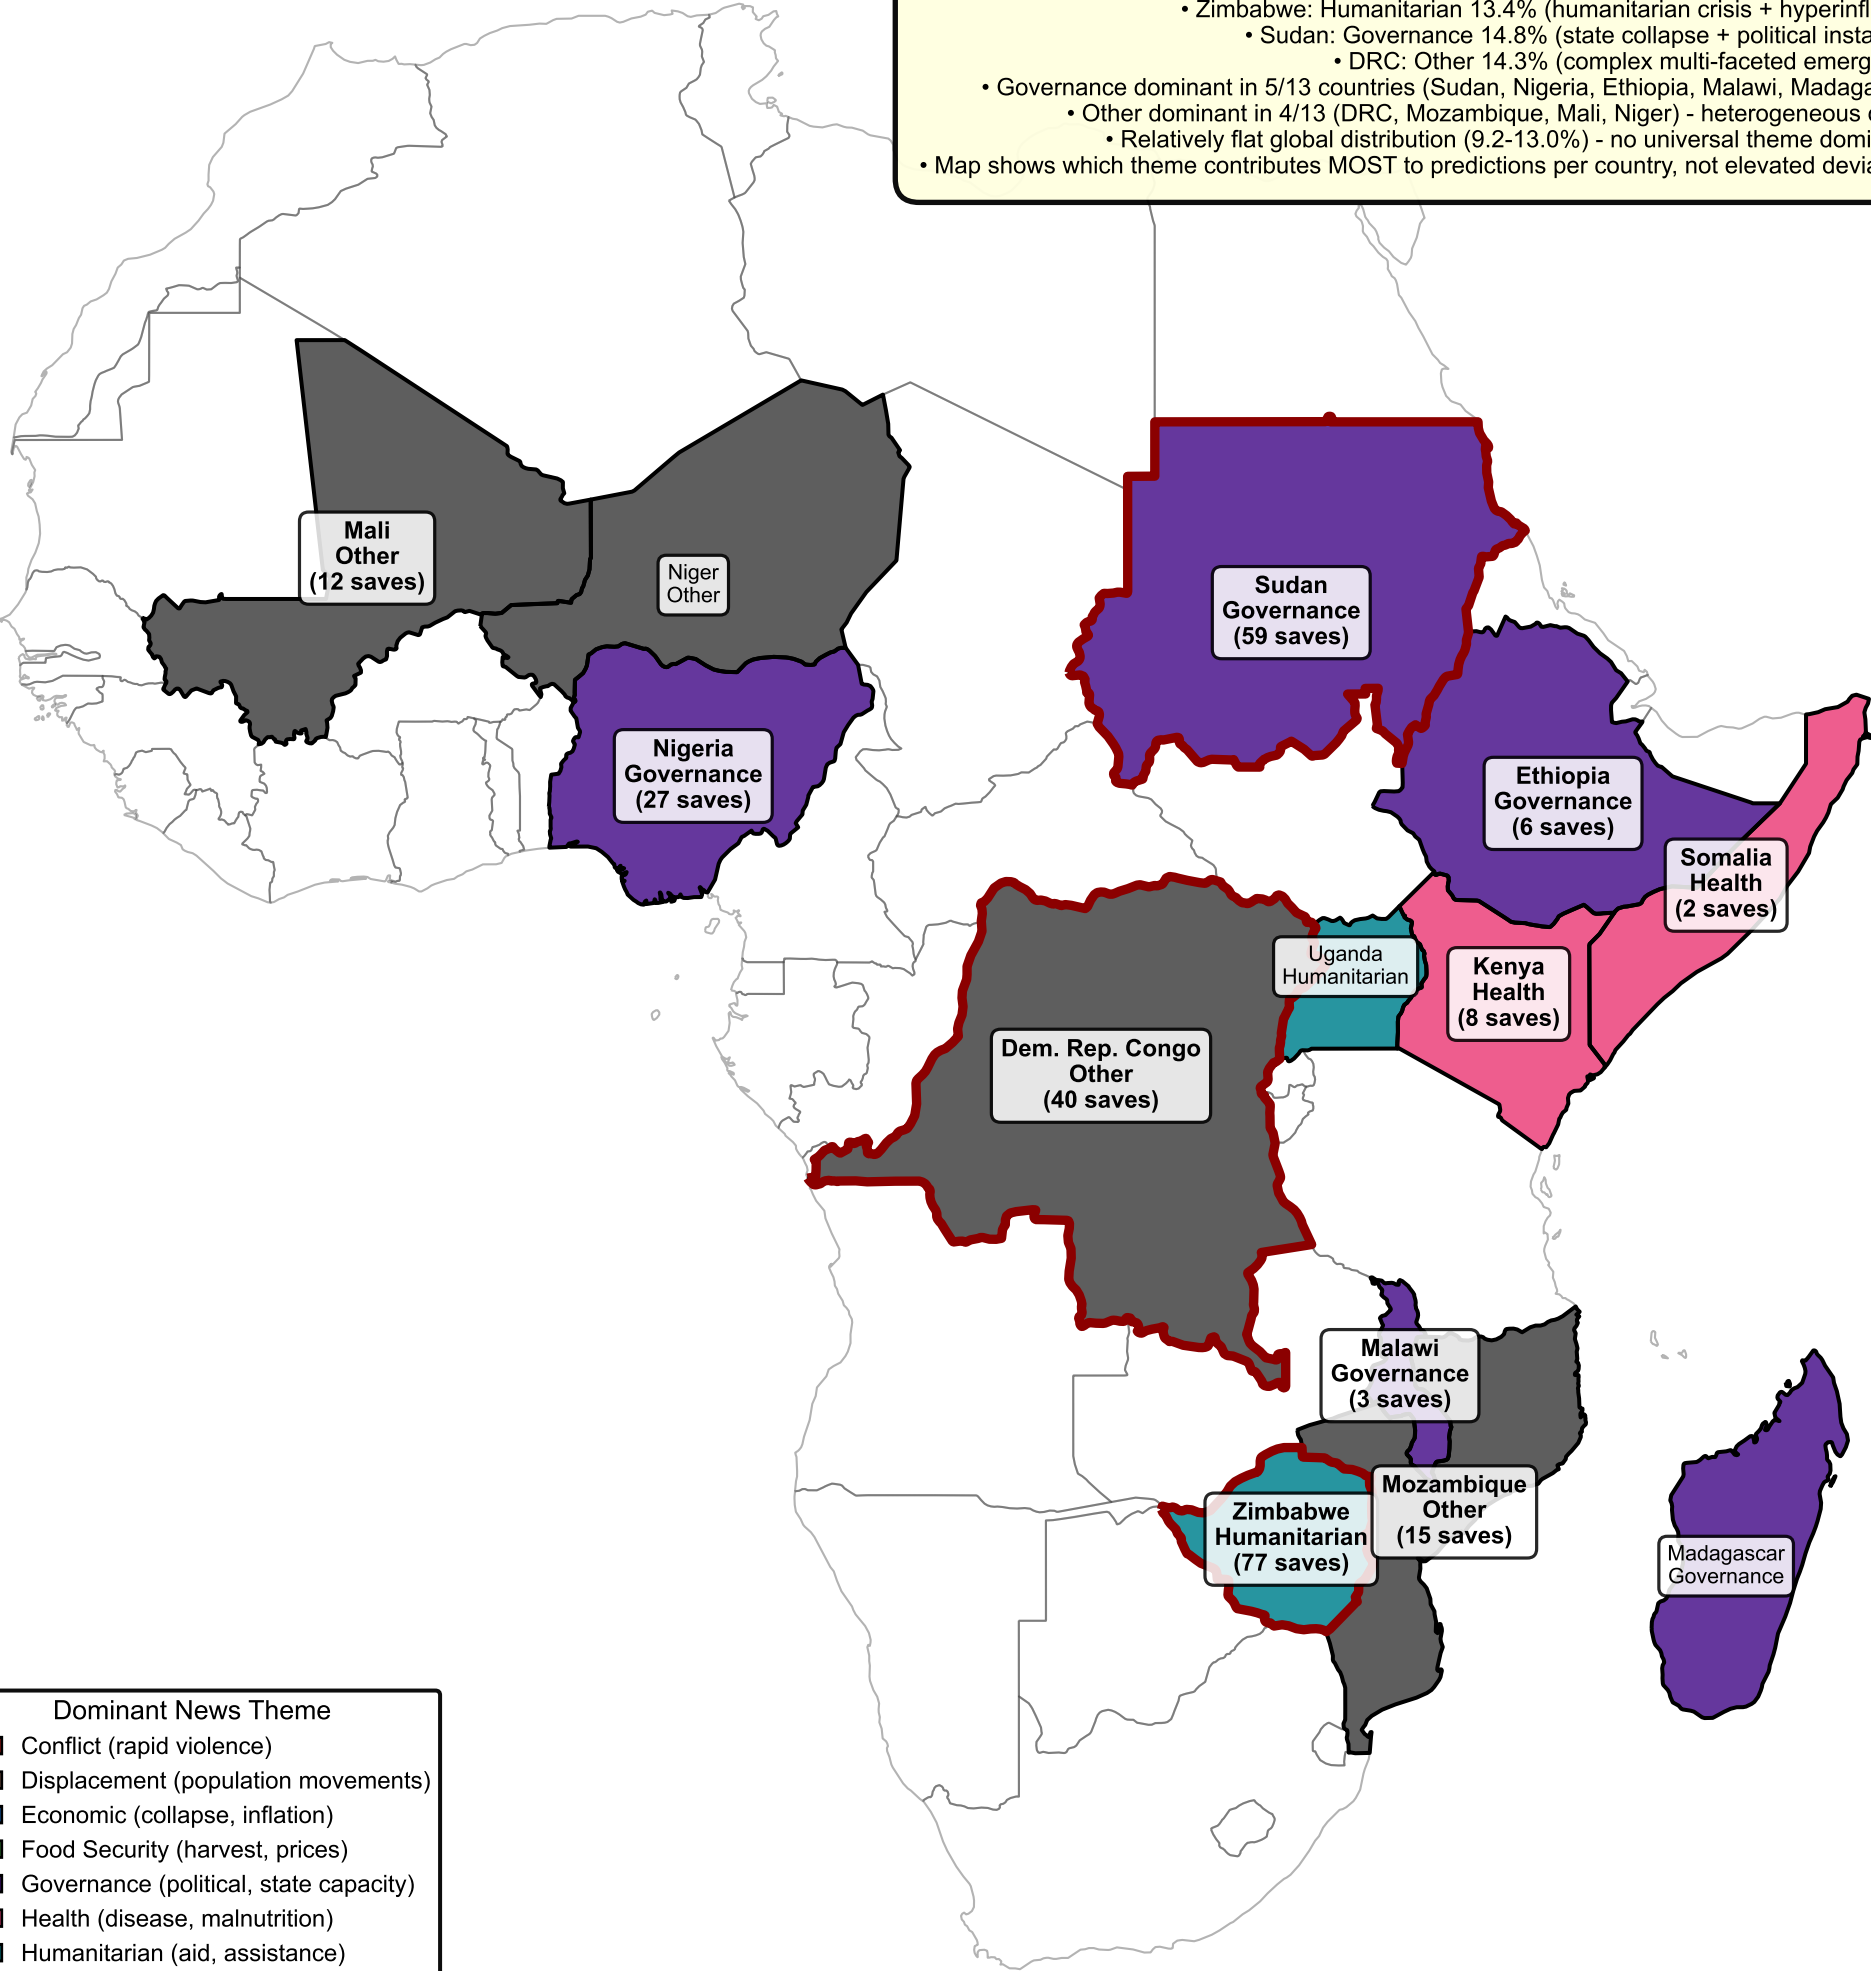 • Zimbabwe: Humanitarian 13.4% (humanitarian crisis + hyperinfl
• Sudan: Governance 14.8% (state collapse + political insta
• DRC: Other 14.3% (complex multi-faceted emerg
• Governance dominant in 5/13 countries (Sudan, Nigeria, Ethiopia, Malawi, Madaga
• Other dominant in 4/13 (DRC, Mozambique, Mali, Niger) - heterogeneous
• Relatively flat global distribution (9.2-13.0%) - no universal theme domi
• Map shows which theme contributes MOST to predictions per country, not elevated devia
Mali
Other
(12 saves)
Niger
Other
Sudan
Governance
(59 saves)
Nigeria
Governance
(27 saves)
Ethiopia
Governance
(6 saves)
Somalia
Health
(2 saves)
Uganda
Humanitarian
Kenya
Health
(8 saves)
Dem. Rep. Congo
Other
(40 saves)
Malawi
Governance
(3 saves)
Mozambique
Other
(15 saves)
Zimbabwe
Humanitarian
(77 saves)
Madagascar
Governance
Dominant News Theme
Conflict (rapid violence)
Displacement (population movements)
Economic (collapse, inflation)
Food Security (harvest, prices)
Governance (political, state capacity)
Health (disease, malnutrition)
Humanitarian (aid, assistance)